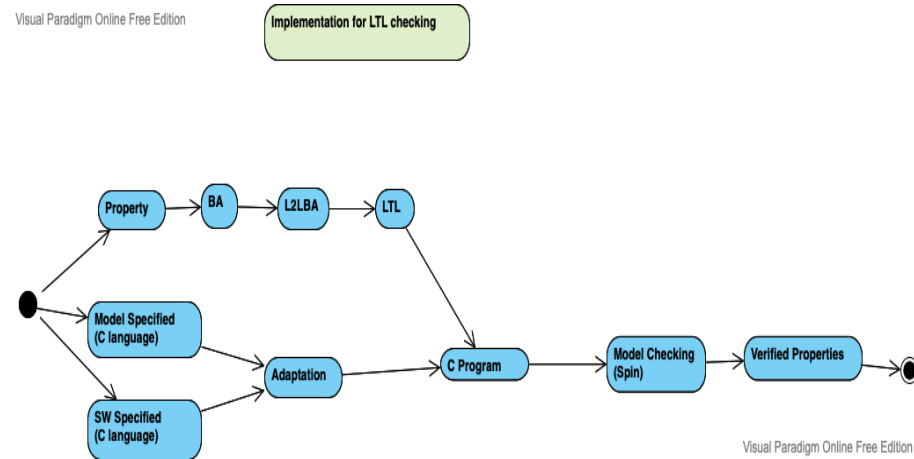 Visual Paradigm Online Free Edition
Implementation for LTL checking
Property
BA
L2LBA
LTL
Model Specified
(C language)
Adaptation
C Program
Model Checking
(Spin)
Verified Properties
SW Specified
(C language)
Visual Paradigm Online Free Edition